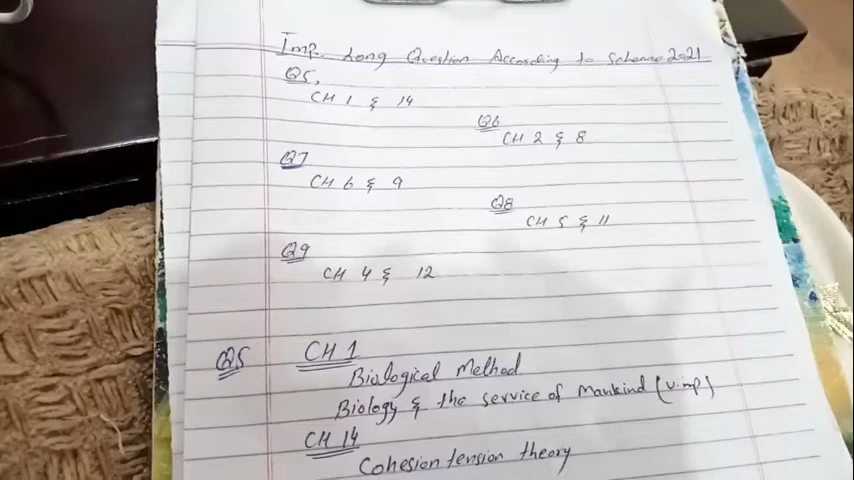 Imp. Long Question According to Scheme 2021
Q5,
CH 1 & 14
Q6
CH 2 & 8
Q7
CH 6 & 9
Q8
CH 5 & 11
Q9
CH 4 & 12
Q5 CH 1
Biological Method
Biology & the service of Mankind (v.imp)
CH 14
Cohesion tension theory